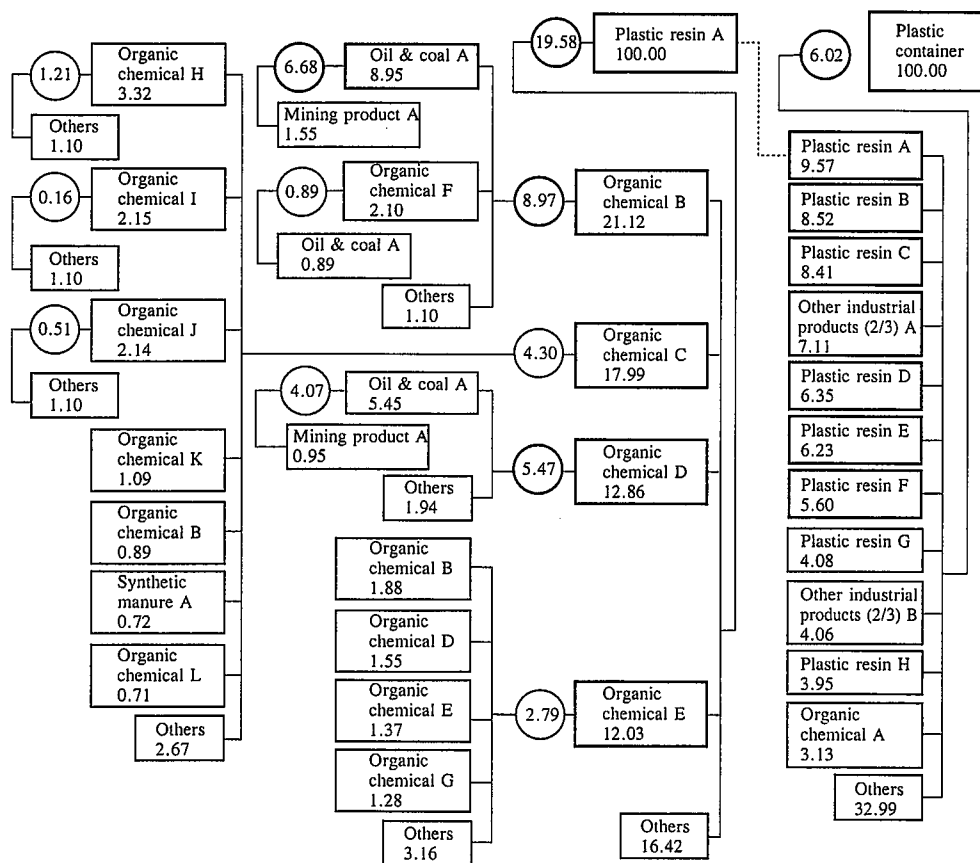 1.21
Organic
chemical H
3.32
Others
1.10
0.16
Organic
chemical I
2.15
Others
1.10
0.51
Organic
chemical J
2.14
Others
1.10
Organic
chemical K
1.09
Organic
chemical B
0.89
Synthetic
manure A
0.72
Organic
chemical L
0.71
Others
2.67
6.68
Oil & coal A
8.95
Mining product A
1.55
0.89
Organic
chemical F
2.10
Oil & coal A
0.89
Others
1.10
4.07
Oil & coal A
5.45
Mining product A
0.95
Others
1.94
Organic
chemical B
1.88
Organic
chemical D
1.55
Organic
chemical E
1.37
Organic
chemical G
1.28
Others
3.16
19.58
Plastic resin A
100.00
8.97
Organic
chemical B
21.12
4.30
Organic
chemical C
17.99
5.47
Organic
chemical D
12.86
2.79
Organic
chemical E
12.03
Others
16.42
6.02
Plastic
container
100.00
Plastic resin A
9.57
Plastic resin B
8.52
Plastic resin C
8.41
Other industrial
products (2/3) A
7.11
Plastic resin D
6.35
Plastic resin E
6.23
Plastic resin F
5.60
Plastic resin G
4.08
Other industrial
products (2/3) B
4.06
Plastic resin H
3.95
Organic
chemical A
3.13
Others
32.99